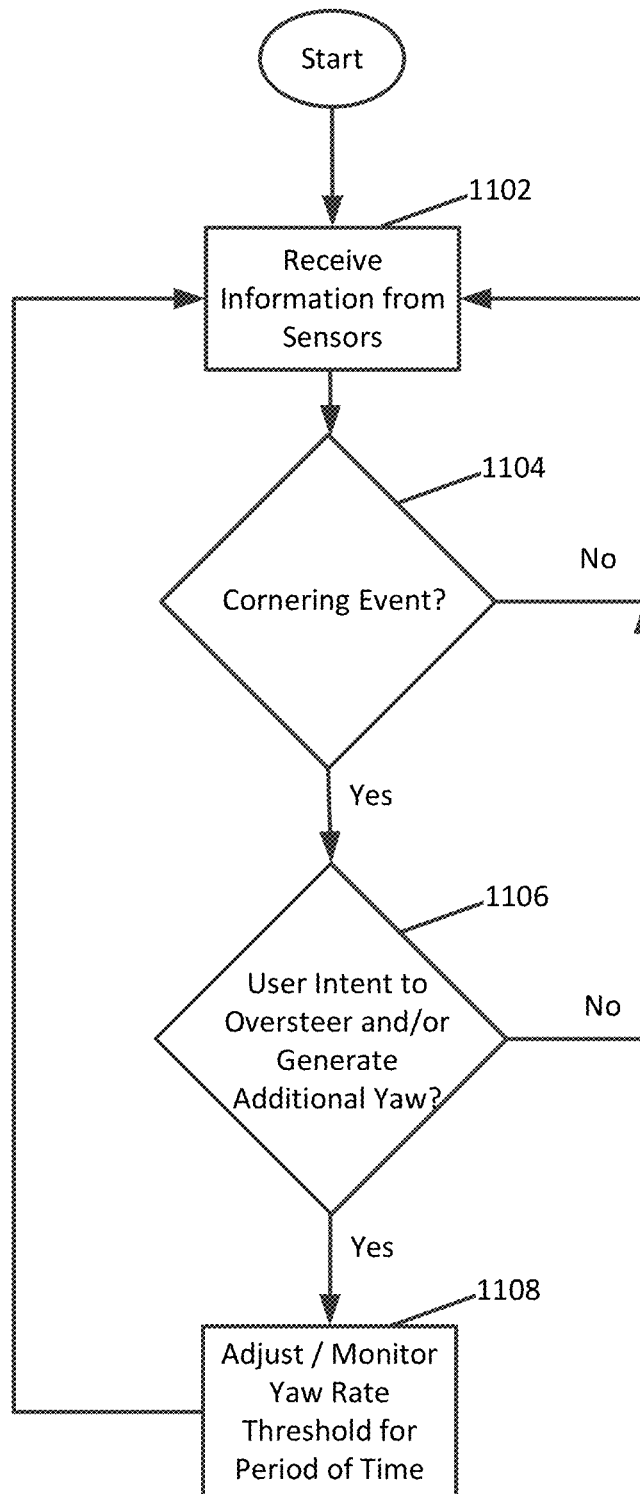 Start
1102
Receive
Information from
Sensors
1104
Cornering Event?
No
Yes
1106
User Intent to
Oversteer and/or
Generate
Additional Yaw?
No
Yes
1108
Adjust / Monitor
Yaw Rate
Threshold for
Period of Time